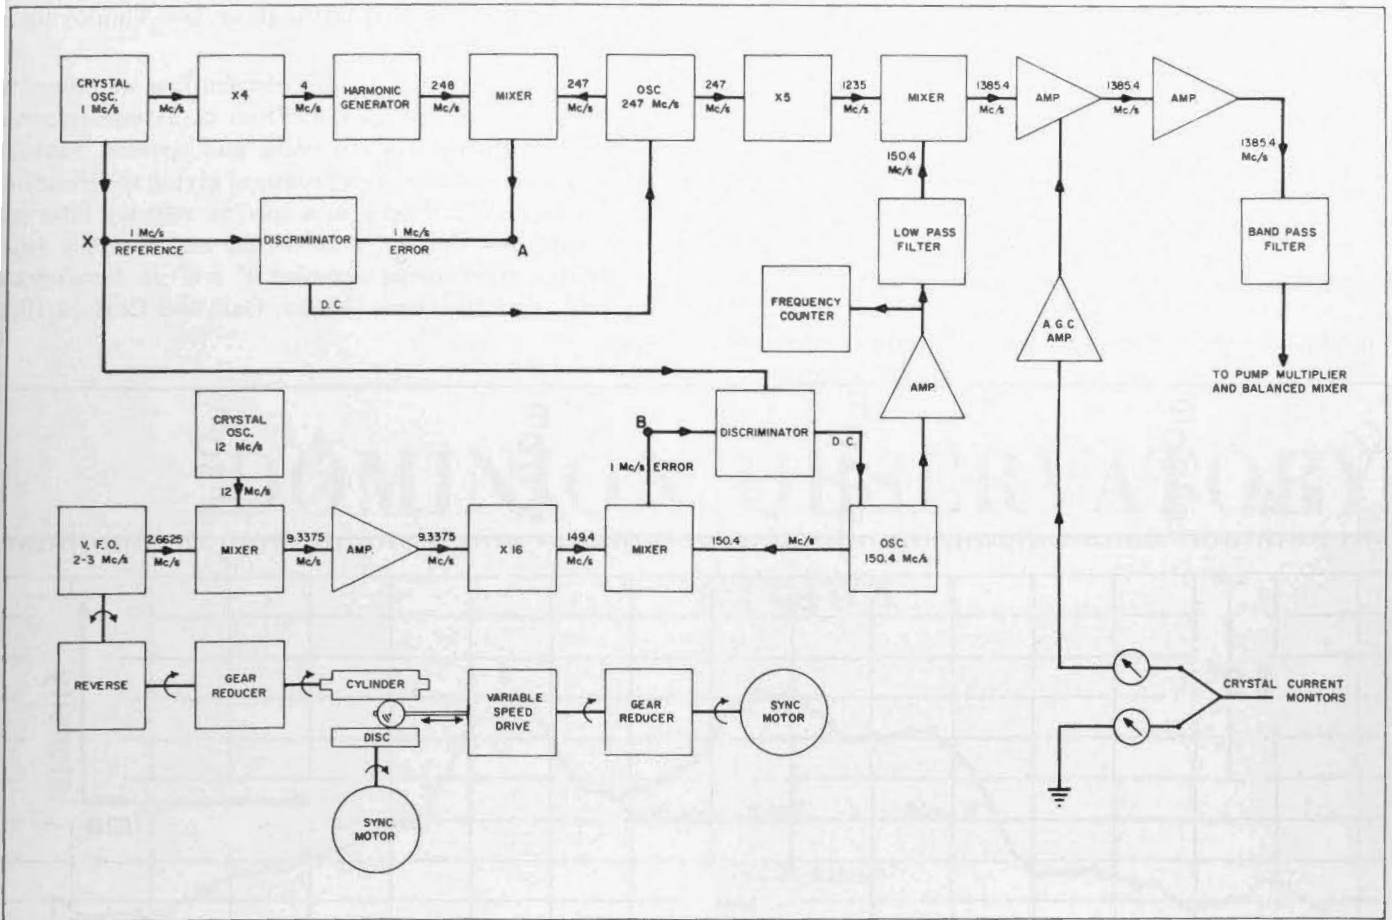 CRYSTAL
OSC.
1 Mc/s
1
Mc/s
X4
4
Mc/s
HARMONIC
GENERATOR
248
Mc/s
MIXER
247
Mc/s
OSC
247 Mc/s
247
Mc/s
X5
1235
Mc/s
MIXER
1385.4
Mc/s
AMP.
1385.4
Mc/s
AMP.
1385.4
Mc/s
150.4
Mc/s
X
1 Mc/s
REFERENCE
DISCRIMINATOR
1 Mc/s
ERROR
A
D.C.
LOW PASS
FILTER
BAND PASS
FILTER
FREQUENCY
COUNTER
A.G.C
AMP.
TO PUMP MULTIPLIER
AND BALANCED MIXER
AMP.
CRYSTAL
OSC.
12 Mc/s
12 Mc/s
B
1 Mc/s ERROR
DISCRIMINATOR
D.C.
V. F. O.
2-3 Mc/s
2.6625
Mc/s
MIXER
9.3375
Mc/s
AMP.
9.3375
Mc/s
X 16
149.4
Mc/s
MIXER
150.4 Mc/s
OSC
150.4 Mc/s
REVERSE
GEAR
REDUCER
CYLINDER
DISC
VARIABLE
SPEED
DRIVE
GEAR
REDUCER
SYNC
MOTOR
CRYSTAL CURRENT
MONITORS
SYNC.
MOTOR